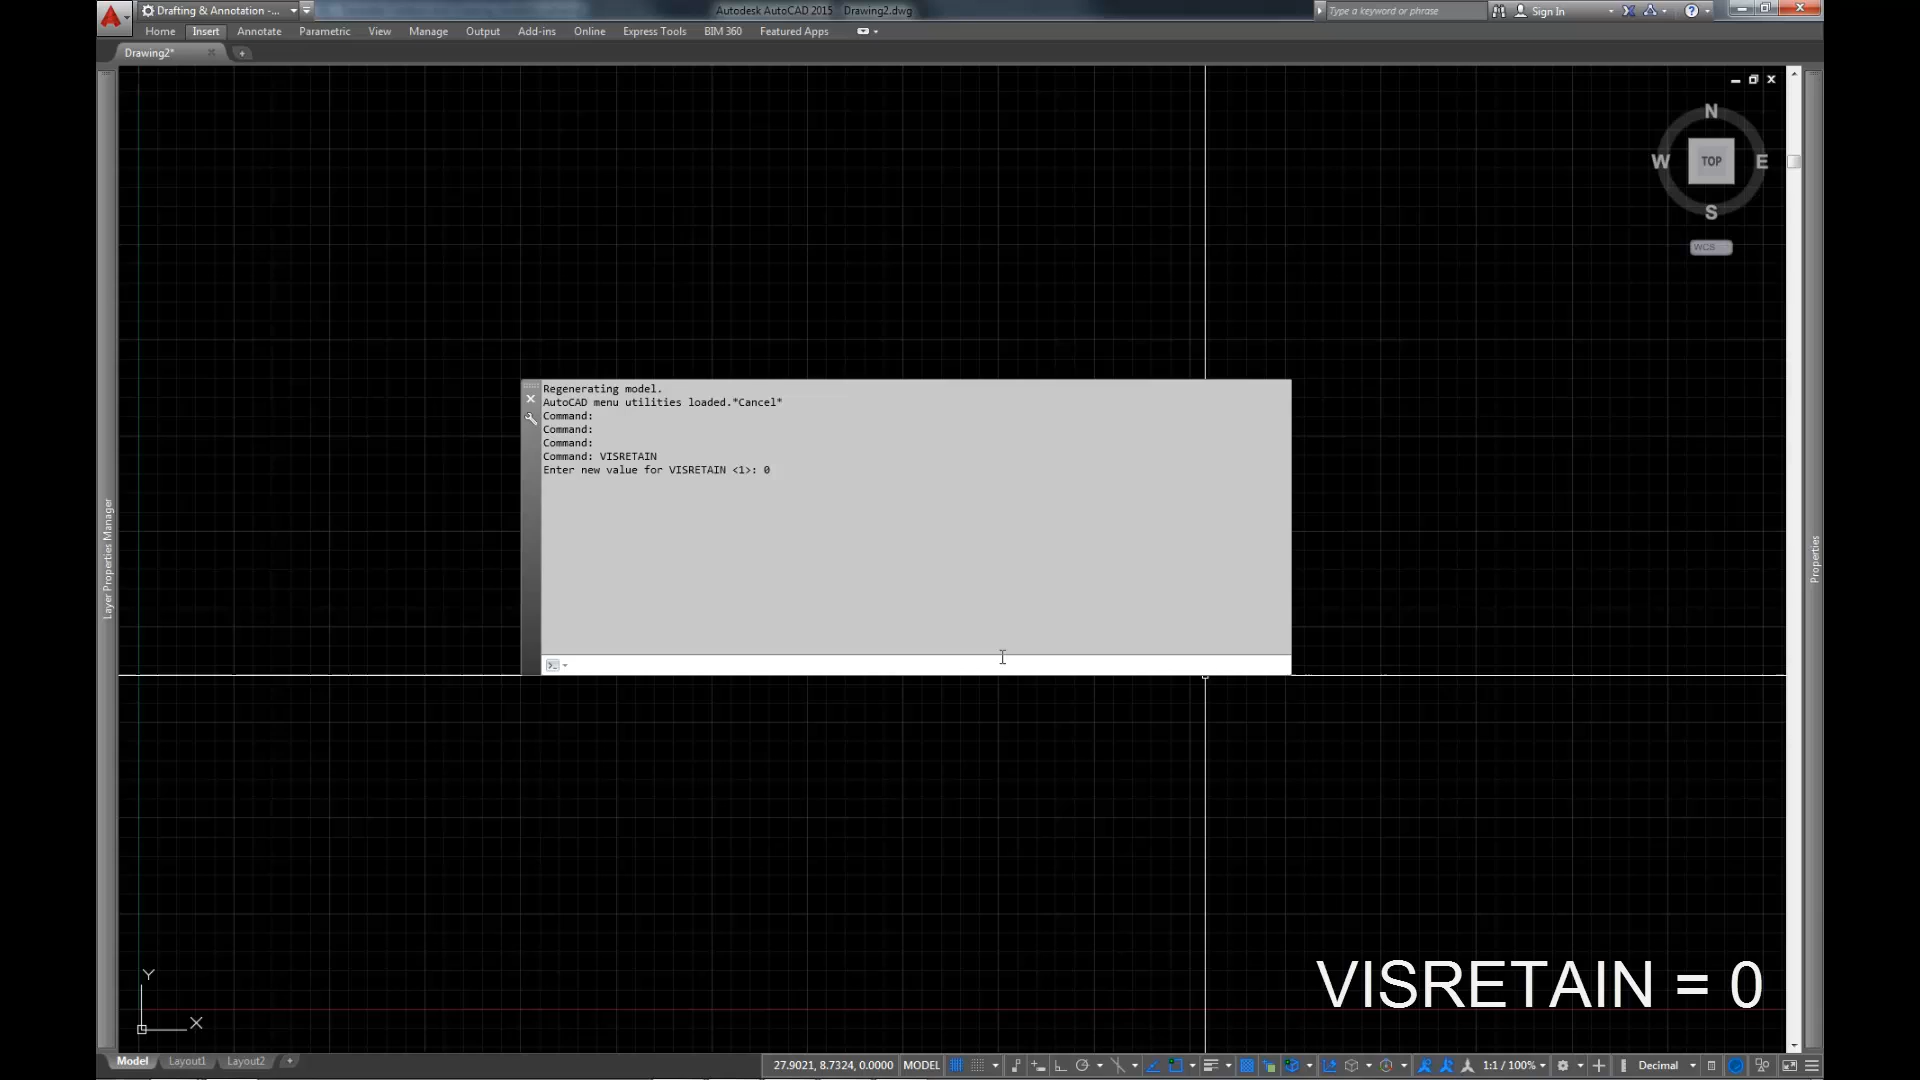 Drafting & Annotation -...
Autodesk AutoCAD 2015 Drawing2.dwg
Type a keyword or phrase
Sign In
Home Insert Annotate Parametric View Manage Output Add-ins Online Express Tools BIM 360 Featured Apps
Drawing2*
N
W TOP E
S
WCS
Regenerating model.
AutoCAD menu utilities loaded.*Cancel*
Command:
Command:
Command:
Command: VISRETAIN
Enter new value for VISRETAIN <1>: 0
Layer Properties Manager
Properties
VISRETAIN = 0
Y
X
Model Layout1 Layout2
27.9021, 8.7324, 0.0000 MODEL 1:1 / 100% Decimal